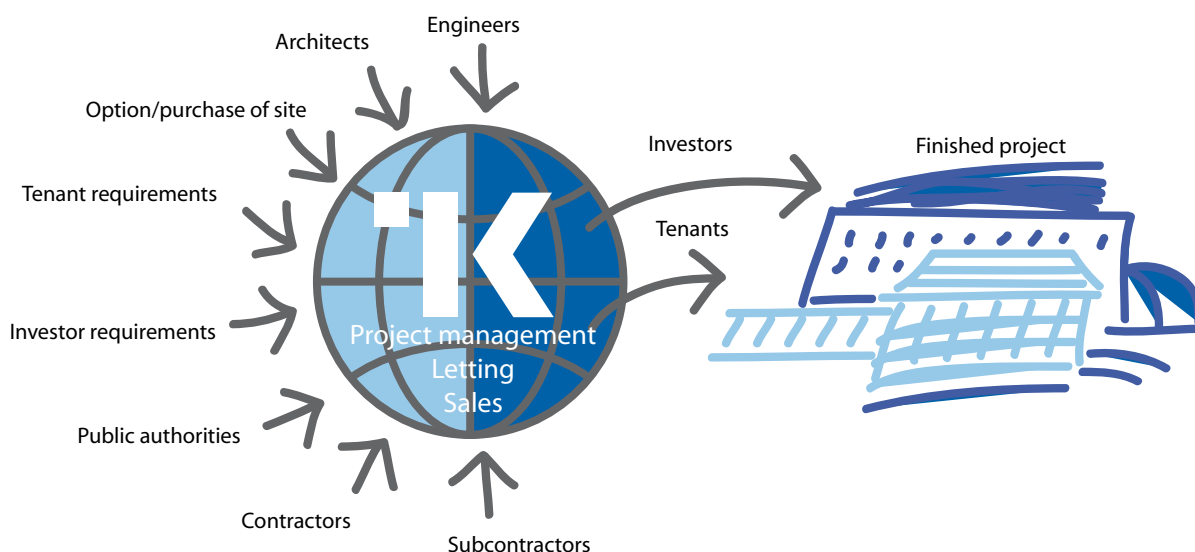 Engineers
Architects
Option/purchase of site
Tenant requirements
Investor requirements
Public authorities
Contractors
Subcontractors
TK
Project management
Letting
Sales
Investors
Tenants
Finished project